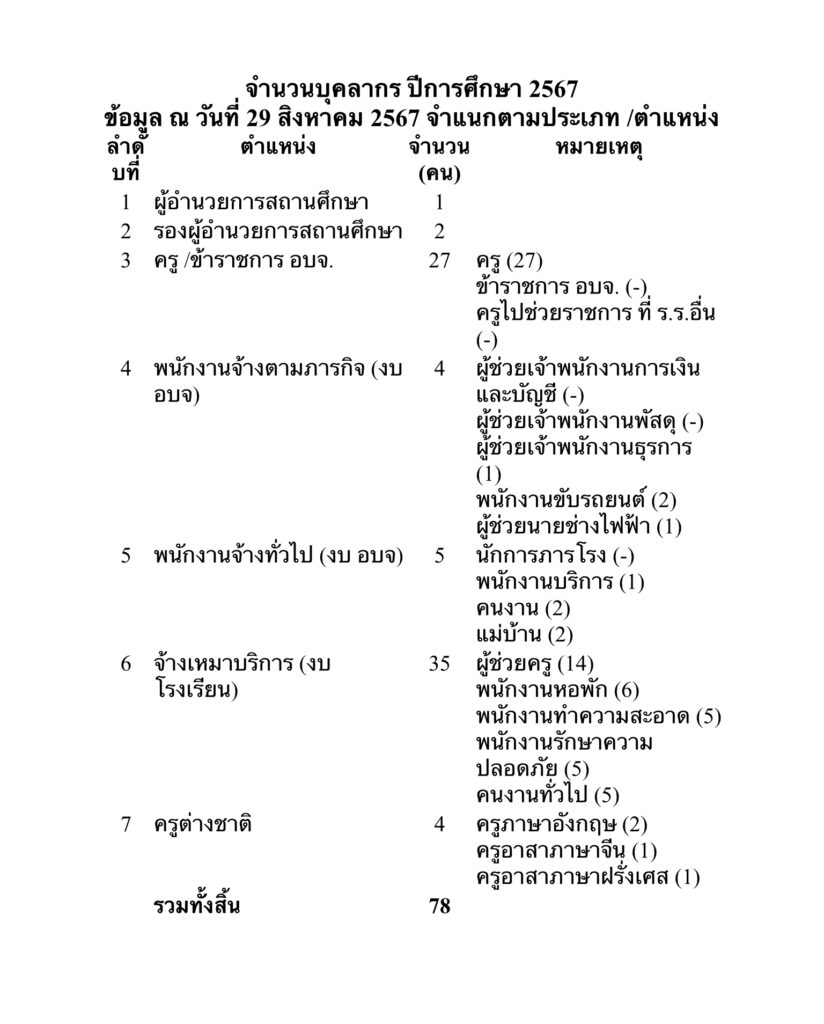 จำนวนบุคลากร ปีการศึกษา 2567
ข้อมูล ณ วันที่ 29 สิงหาคม 2567 จำแนกตามประเภท /ตำแหน่ง
ลำดั ตำแหน่ง จำนวน หมายเหตุ
บที่ (คน)
1 ผู้อำนวยการสถานศึกษา 1
2 รองผู้อำนวยการสถานศึกษา 2
3 ครู /ข้าราชการ อบจ. 27 ครู (27)
ข้าราชการ อบจ. (-)
ครูไปช่วยราชการ ที่ ร.ร.อื่น
(-)
4 พนักงานจ้างตามภารกิจ (งบ 4 ผู้ช่วยเจ้าพนักงานการเงิน
อบจ) และบัญชี (-)
ผู้ช่วยเจ้าพนักงานพัสดุ (-)
ผู้ช่วยเจ้าพนักงานธุรการ
(1)
พนักงานขับรถยนต์ (2)
ผู้ช่วยนายช่างไฟฟ้า (1)
5 พนักงานจ้างทั่วไป (งบ อบจ) 5 นักการภารโรง (-)
พนักงานบริการ (1)
คนงาน (2)
แม่บ้าน (2)
6 จ้างเหมาบริการ (งบ 35 ผู้ช่วยครู (14)
โรงเรียน) พนักงานหอพัก (6)
พนักงานทำความสะอาด (5)
พนักงานรักษาความ
ปลอดภัย (5)
คนงานทั่วไป (5)
7 ครูต่างชาติ 4 ครูภาษาอังกฤษ (2)
ครูอาสาภาษาจีน (1)
ครูอาสาภาษาฝรั่งเศส (1)
รวมทั้งสิ้น 78